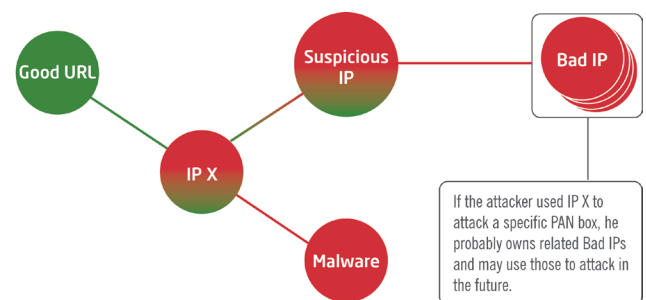 Good URL
Suspicious
IP
Bad IP
IP X
Malware
If the attacker used IP X to
attack a specific PAN box, he
probably owns related Bad IPs
and may use those to attack in
the future.